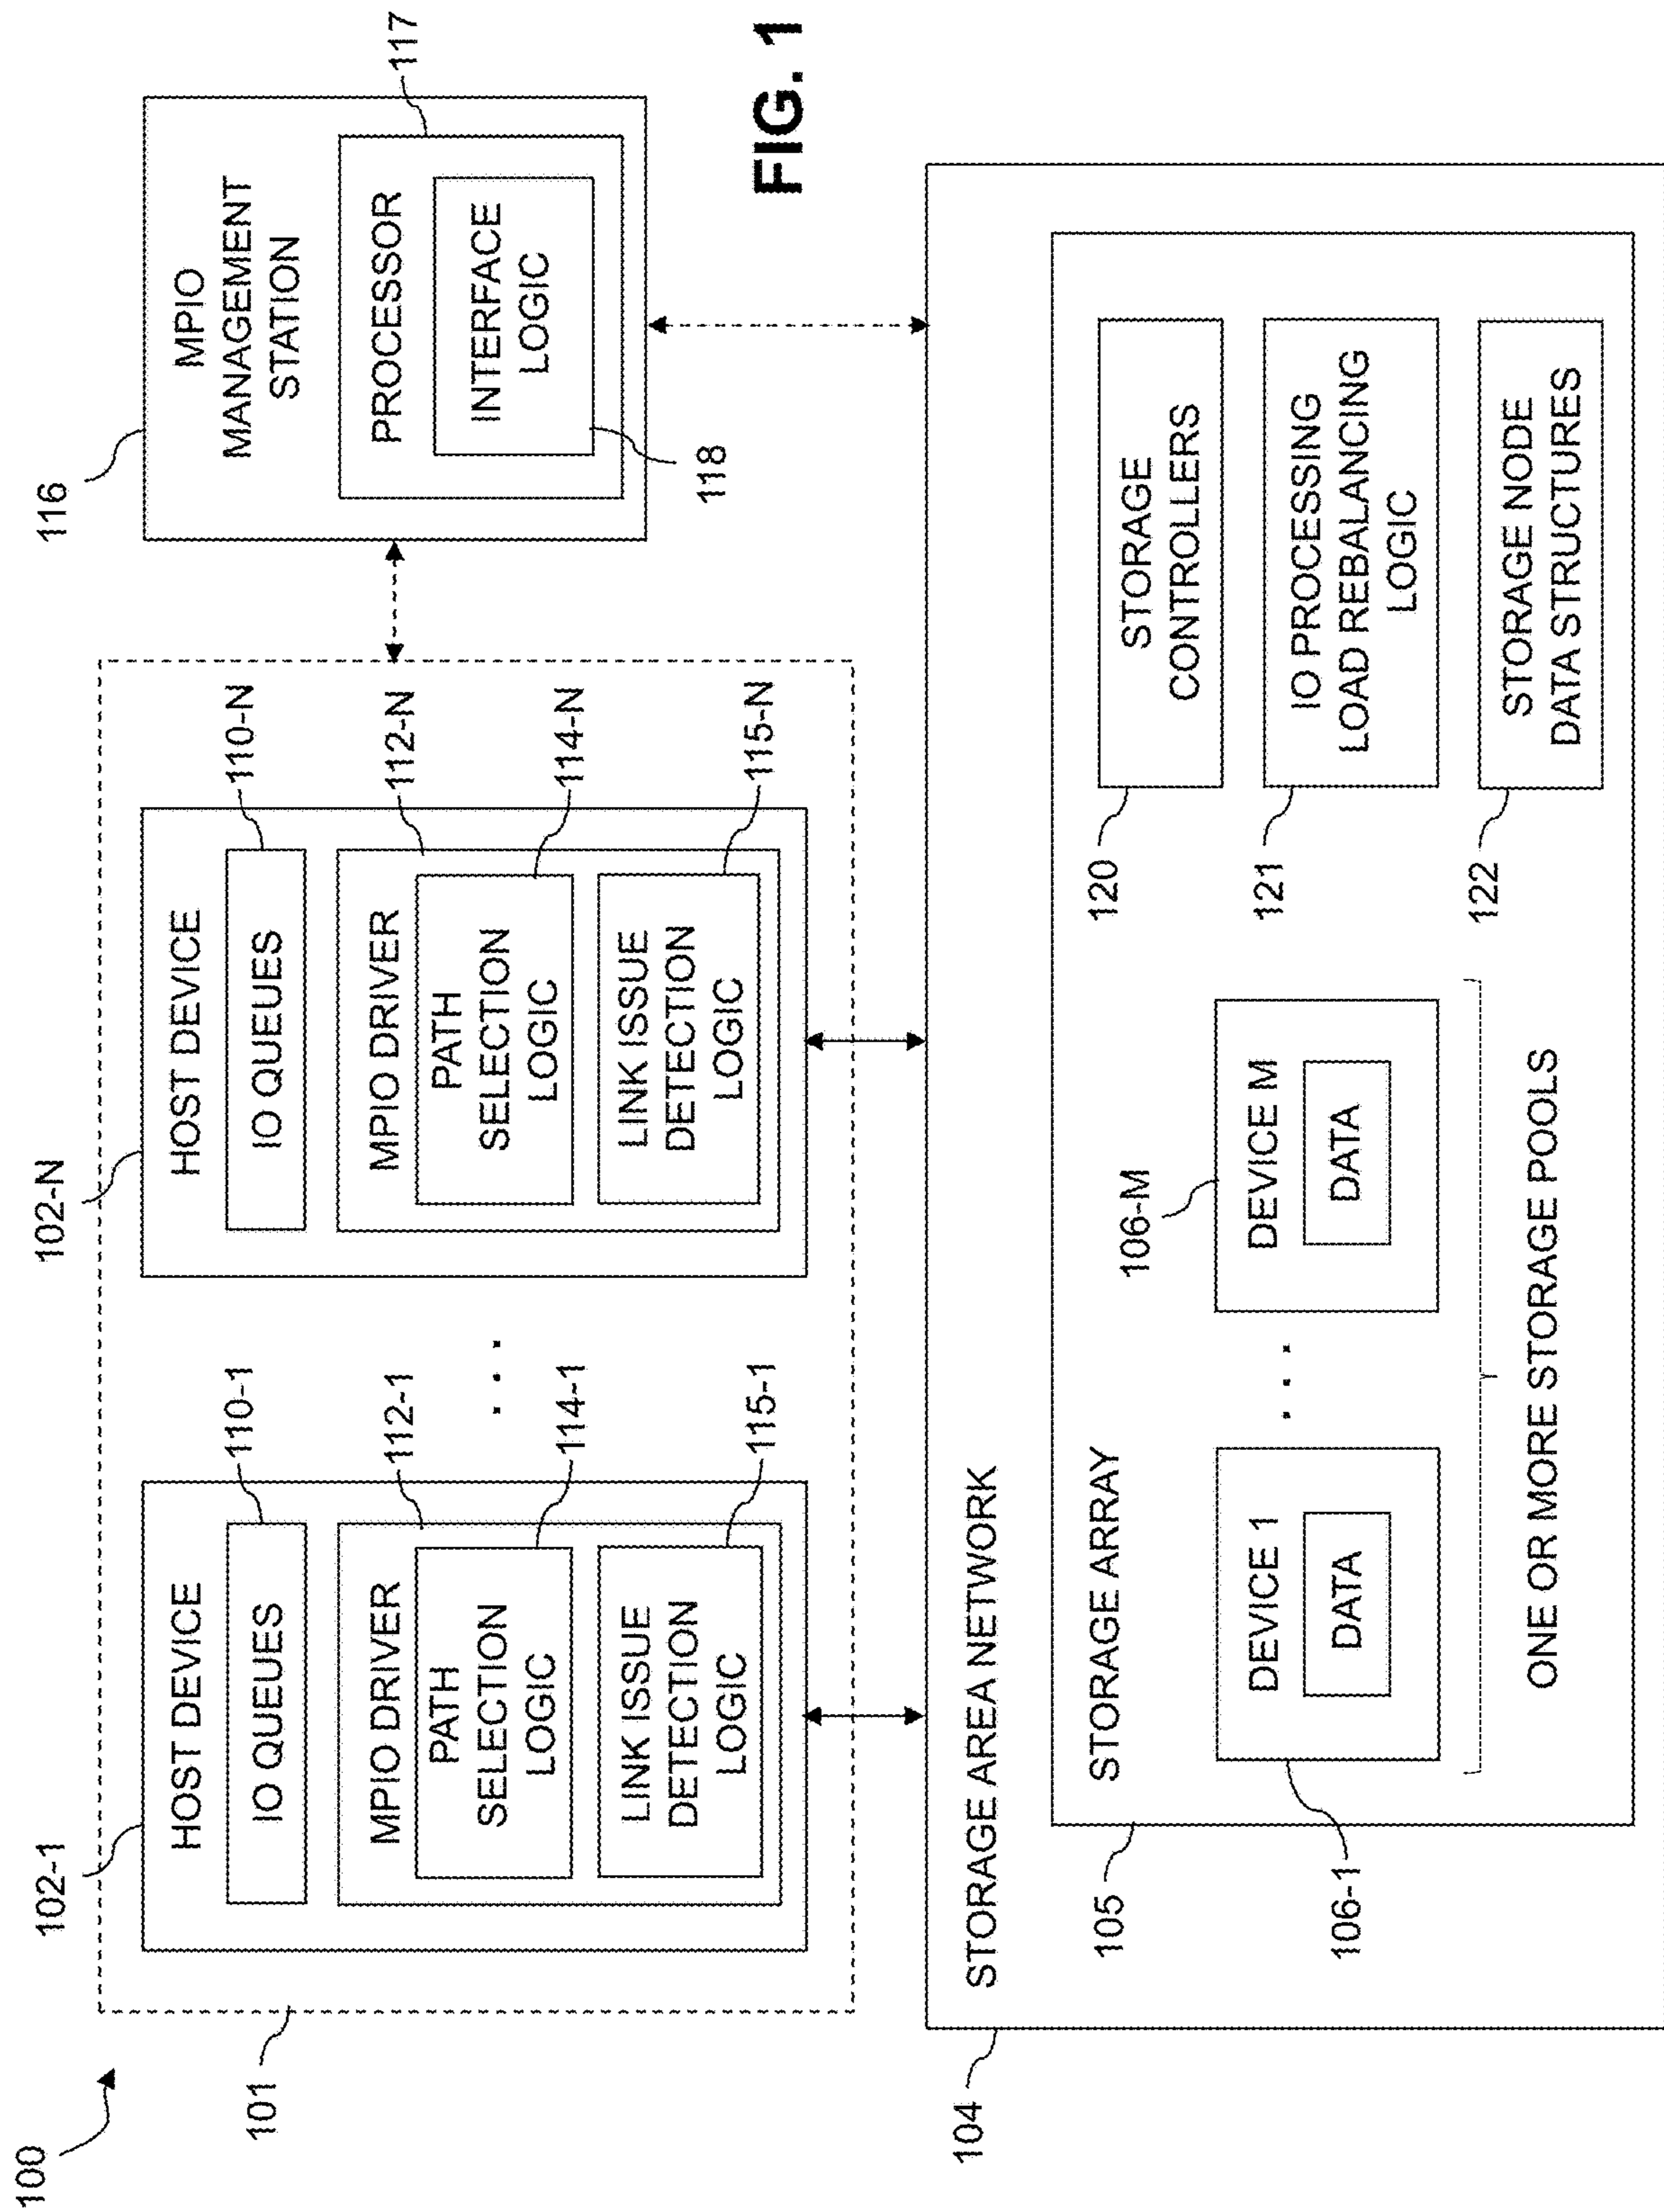 100
101
102-1
HOST DEVICE
110-1
IO QUEUES
112-1
MPIO DRIVER
114-1
PATH
SELECTION
LOGIC
115-1
LINK ISSUE
DETECTION
LOGIC
. . .
102-N
HOST DEVICE
110-N
IO QUEUES
112-N
MPIO DRIVER
114-N
PATH
SELECTION
LOGIC
115-N
LINK ISSUE
DETECTION
LOGIC
116
MPIO
MANAGEMENT
STATION
117
PROCESSOR
INTERFACE
LOGIC
118
FIG. 1
104
STORAGE AREA NETWORK
105
STORAGE ARRAY
106-1
DEVICE 1
DATA
. . .
106-M
DEVICE M
DATA
ONE OR MORE STORAGE POOLS
120
STORAGE
CONTROLLERS
121
IO PROCESSING
LOAD REBALANCING
LOGIC
122
STORAGE NODE
DATA STRUCTURES